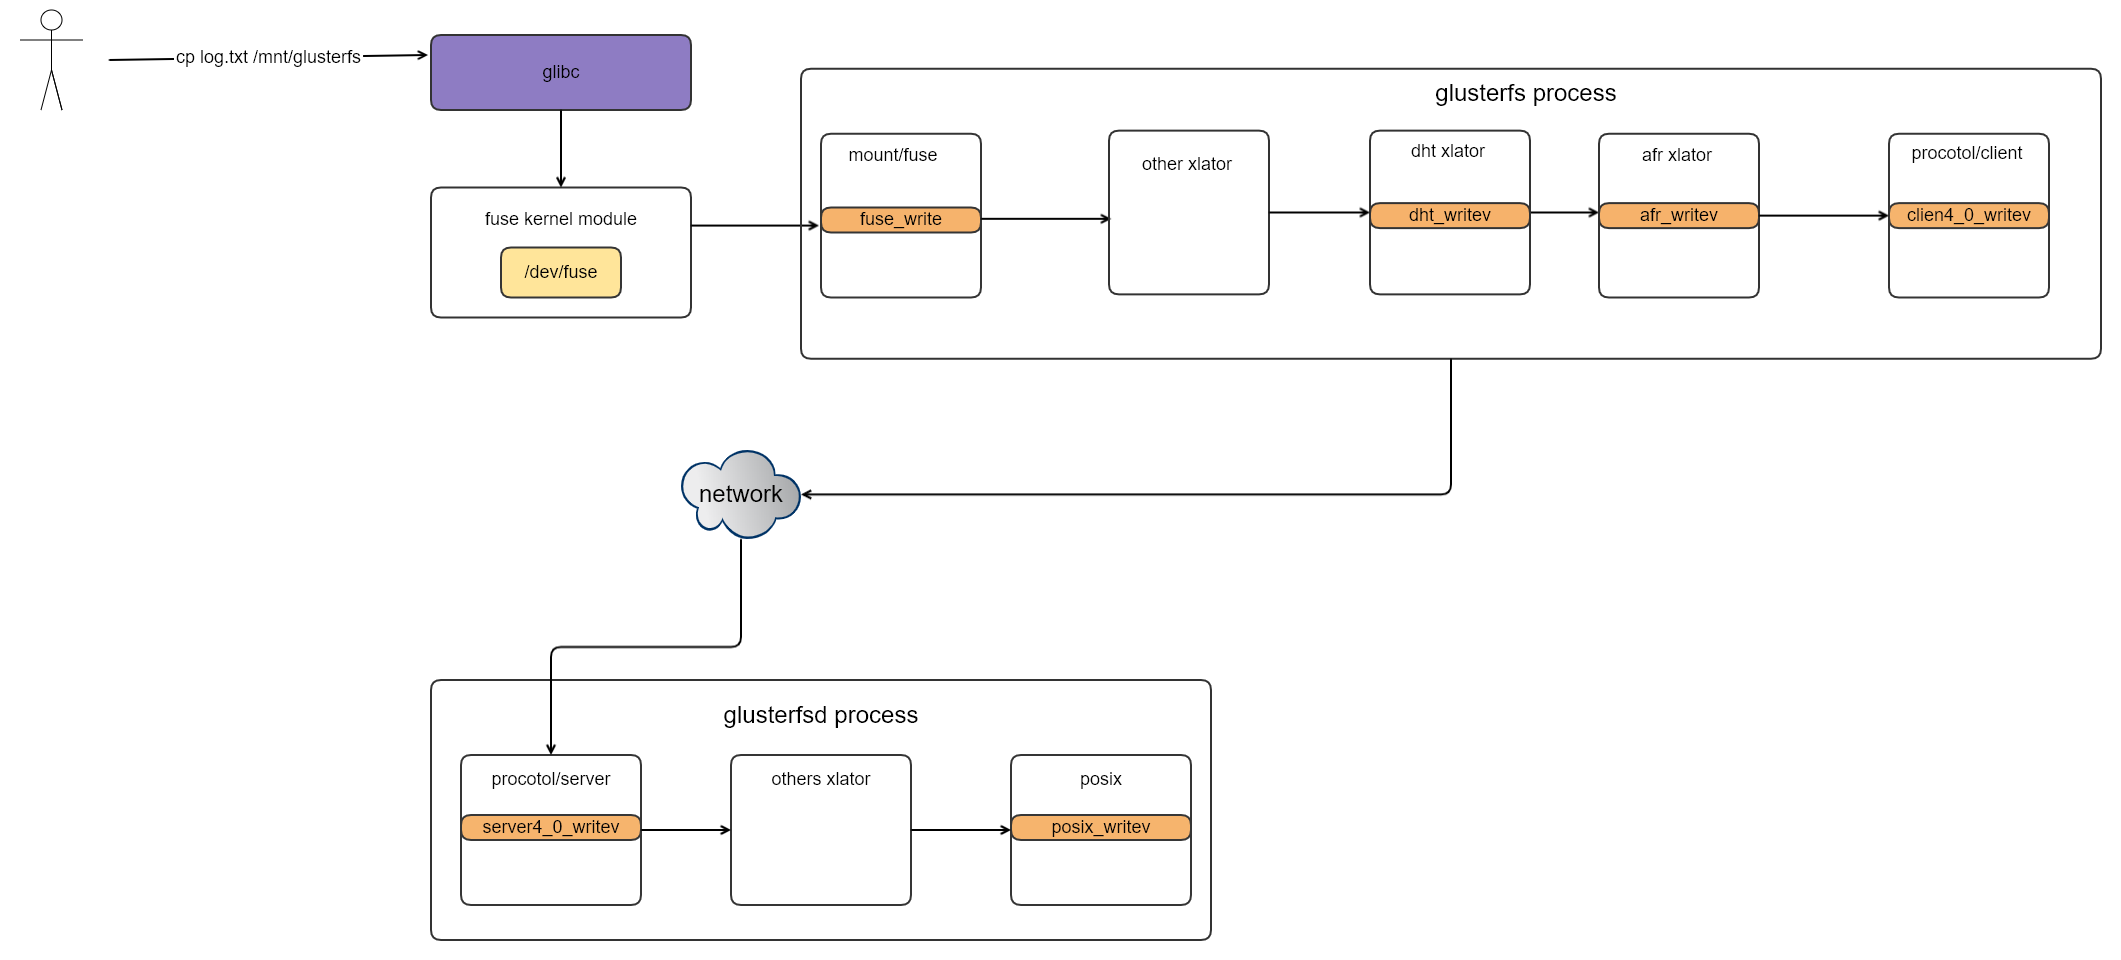 cp log.txt /mnt/glusterfs
glibc
fuse kernel module
/dev/fuse
glusterfs process
mount/fuse
fuse_write
other xlator
dht xlator
dht_writev
afr xlator
afr_writev
procotol/client
clien4_0_writev
network
glusterfsd process
procotol/server
server4_0_writev
others xlator
posix
posix_writev